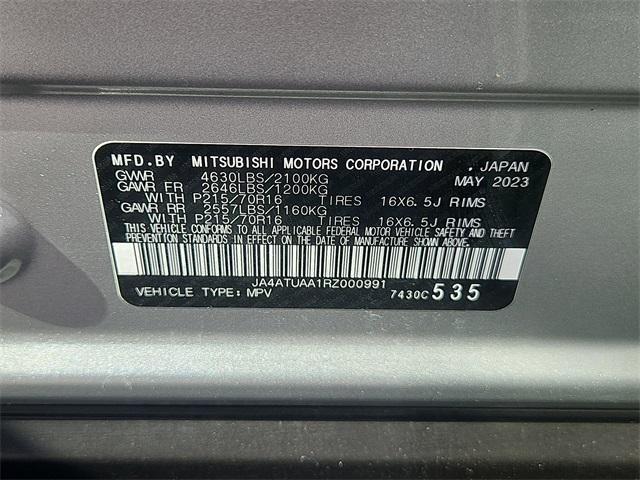 MFD.BY MITSUBISHI MOTORS CORPORATION , JAPAN
GVWR 4630LBS/2100KG MAY 2023
GAWR FR 2646LBS/1200KG
WITH P215/70R16 TIRES 16X6.5J RIMS
GAWR RR 2557LBS/1160KG
WITH P215/70R16 TIRES 16X6.5J RIMS
THIS VEHICLE CONFORMS TO ALL APPLICABLE FEDERAL MOTOR VEHICLE SAFETY AND THEFT
PREVENTION STANDARDS IN EFFECT ON THE DATE OF MANUFACTURE SHOWN ABOVE.
JA4ATUAA1RZ000991
VEHICLE TYPE: MPV 7430C 535